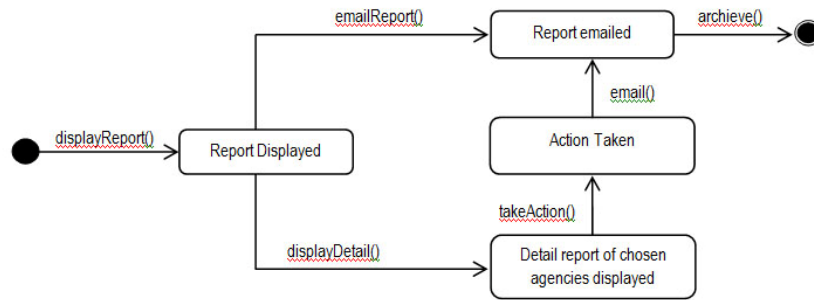 emailReport()
Report emailed
archieve()
email()
displayReport()
Report Displayed
Action Taken
takeAction()
displayDetail()
Detail report of chosen
agencies displayed